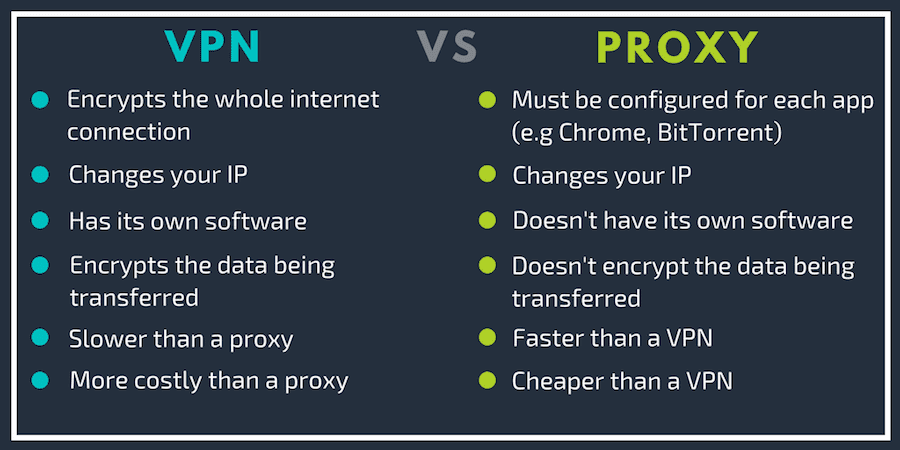 VPN VS PROXY
Encrypts the whole internet
connection
Changes your IP
Has its own software
Encrypts the data being
transferred
Slower than a proxy
More costly than a proxy
Must be configured for each app
(e.g Chrome, BitTorrent)
Changes your IP
Doesn't have its own software
Doesn't encrypt the data being
transferred
Faster than a VPN
Cheaper than a VPN